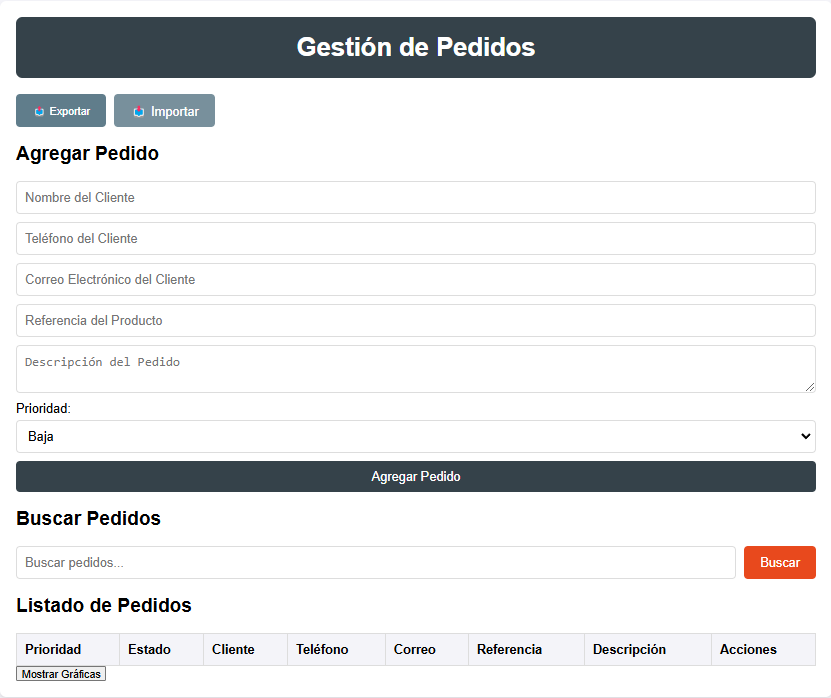 Gestión de Pedidos
Exportar Importar
Agregar Pedido
Nombre del Cliente
Teléfono del Cliente
Correo Electrónico del Cliente
Referencia del Producto
Descripción del Pedido
Prioridad:
Baja
Agregar Pedido
Buscar Pedidos
Buscar pedidos... Buscar
Listado de Pedidos
Prioridad Estado Cliente Teléfono Correo Referencia Descripción Acciones
Mostrar Gráficas